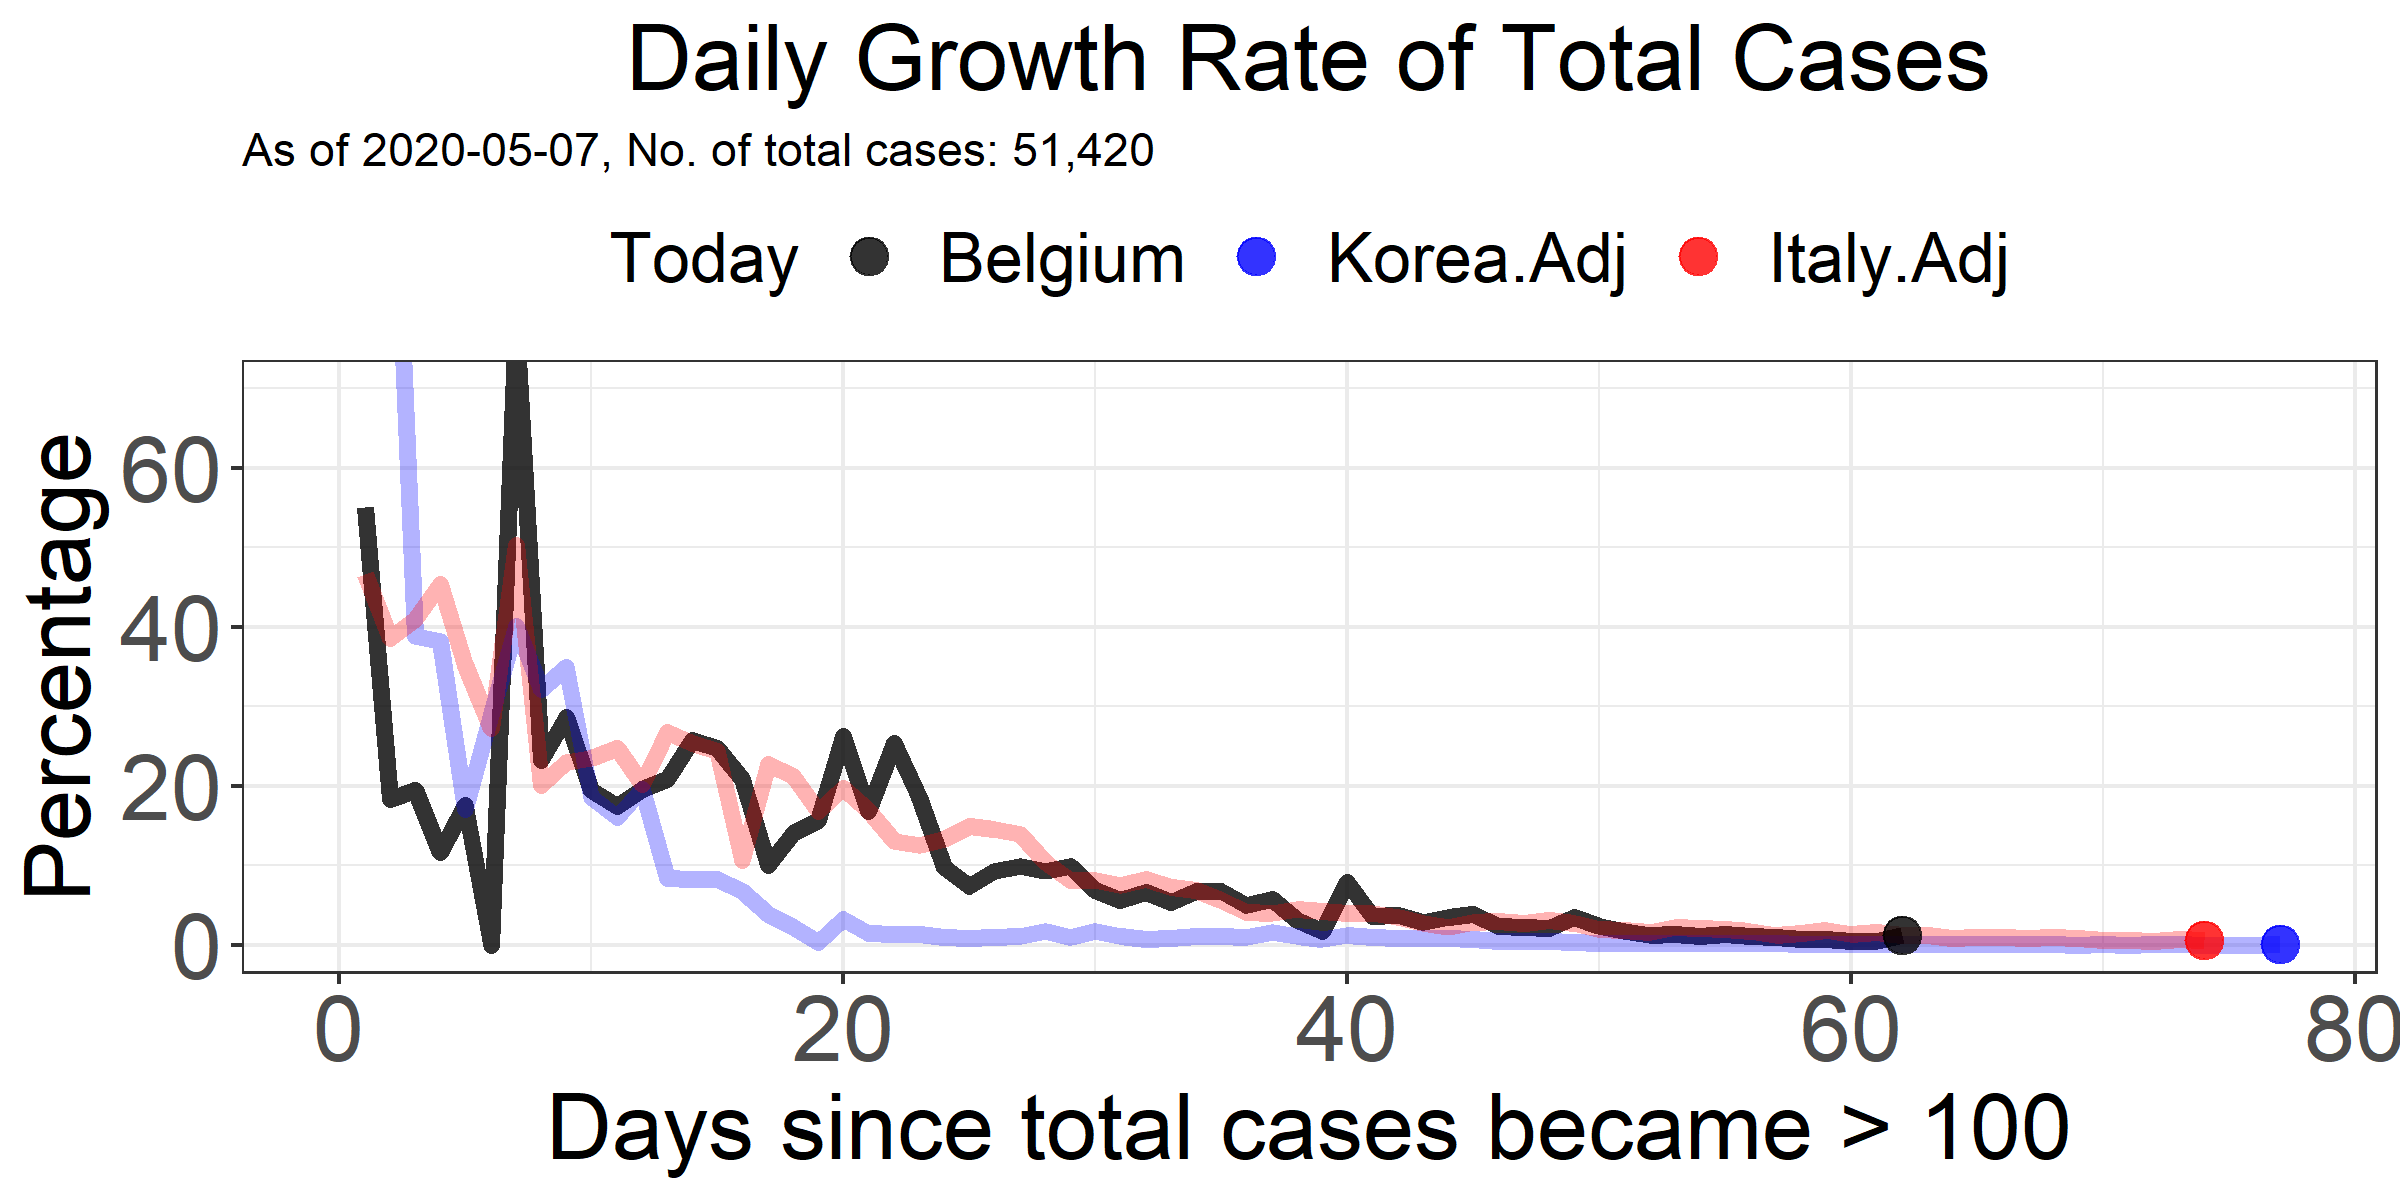 Daily Growth Rate of Total Cases
As of 2020-05-07, No. of total cases: 51,420
Today Belgium Korea.Adj Italy.Adj
Percentage
60
40
20
0
0 20 40 60 80
Days since total cases became > 100